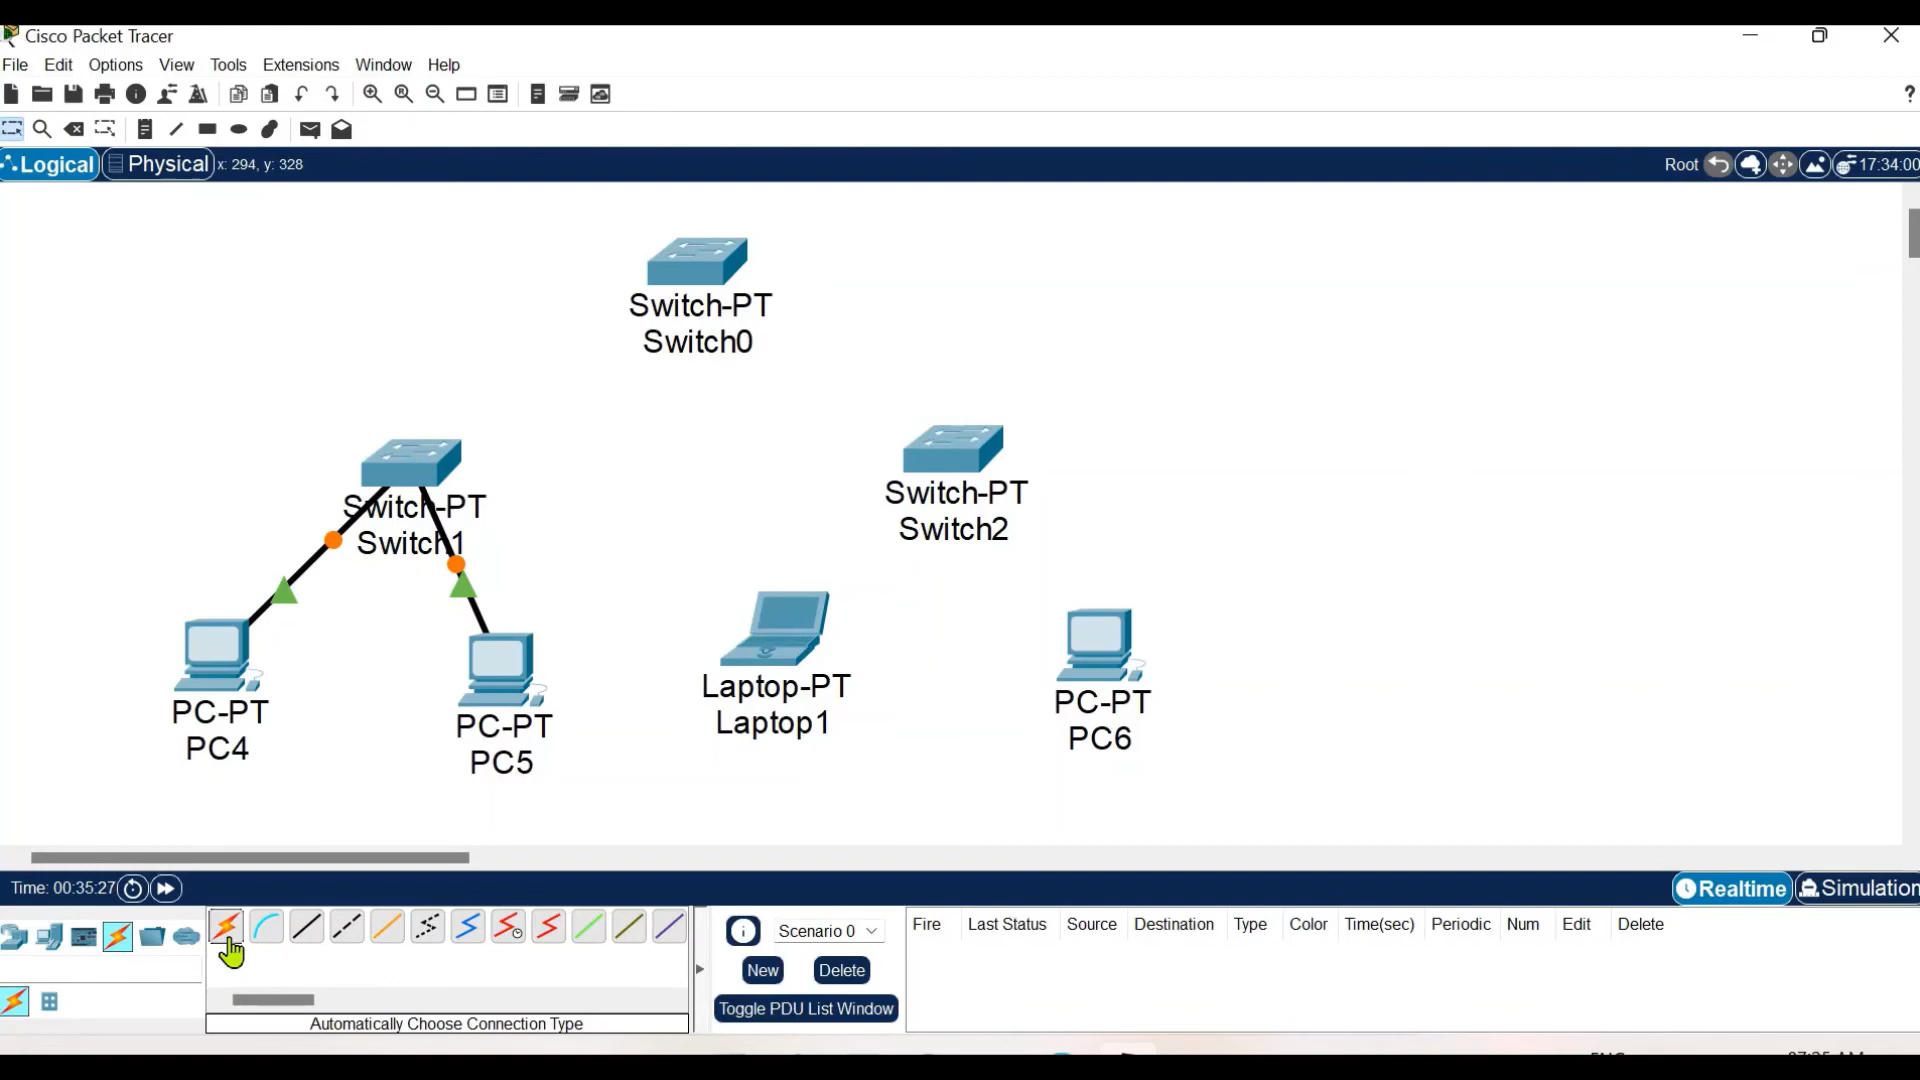 Cisco Packet Tracer
File Edit Options View Tools Extensions Window Help
?
Logical Physical x: 294, y: 328 Root 17:34:00
Switch-PT
Switch0
Switch-PT
Switch1
Switch-PT
Switch2
PC-PT
PC4
PC-PT
PC5
Laptop-PT
Laptop1
PC-PT
PC6
Time: 00:35:27 Realtime Simulation
Scenario 0
New Delete
Toggle PDU List Window
Fire Last Status Source Destination Type Color Time(sec) Periodic Num Edit Delete
Automatically Choose Connection Type